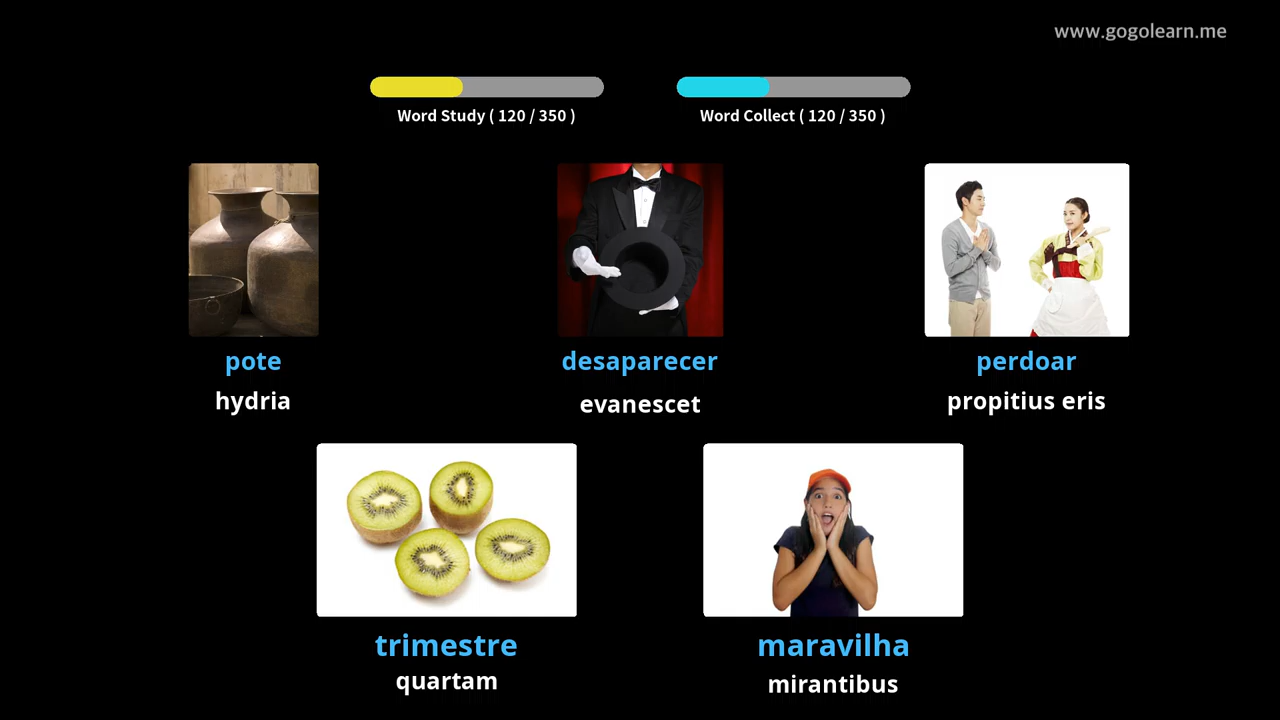 www.gogolearn.me
Word Study ( 120 / 350 )
Word Collect ( 120 / 350 )
pote
hydria
desaparecer
evanescet
perdoar
propitius eris
trimestre
quartam
maravilha
mirantibus